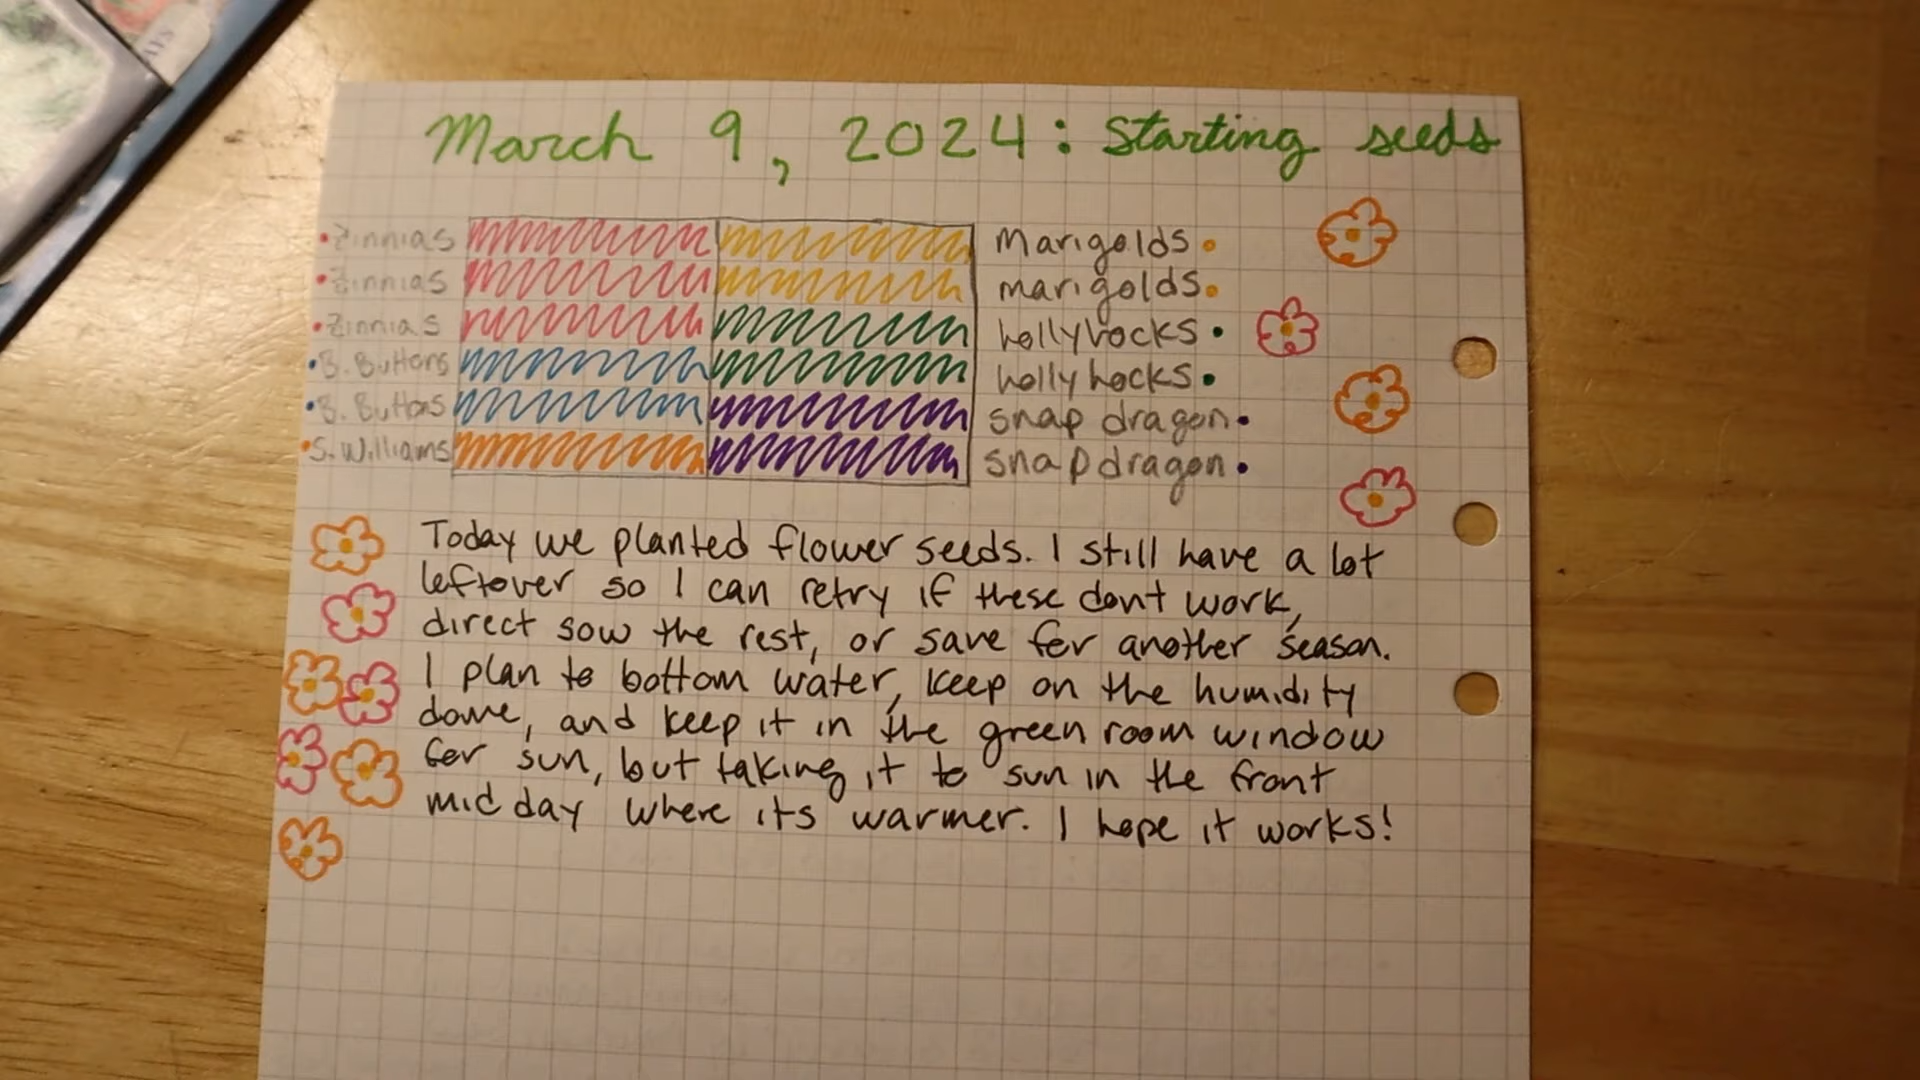 March 9, 2024: Starting seeds
Zinnias Marigolds
Zinnias marigolds
Zinnias hollyhocks
B. Buttons hollyhocks
B. Buttons snap dragon
S. Williams snapdragon
Today we planted flower seeds. I still have a lot
leftover so I can retry if these dont work,
direct sow the rest, or save for another season.
I plan to bottom water, keep on the humidity
dome, and keep it in the green room window
for sun, but taking it to sun in the front
mid day where its warmer. I hope it works!